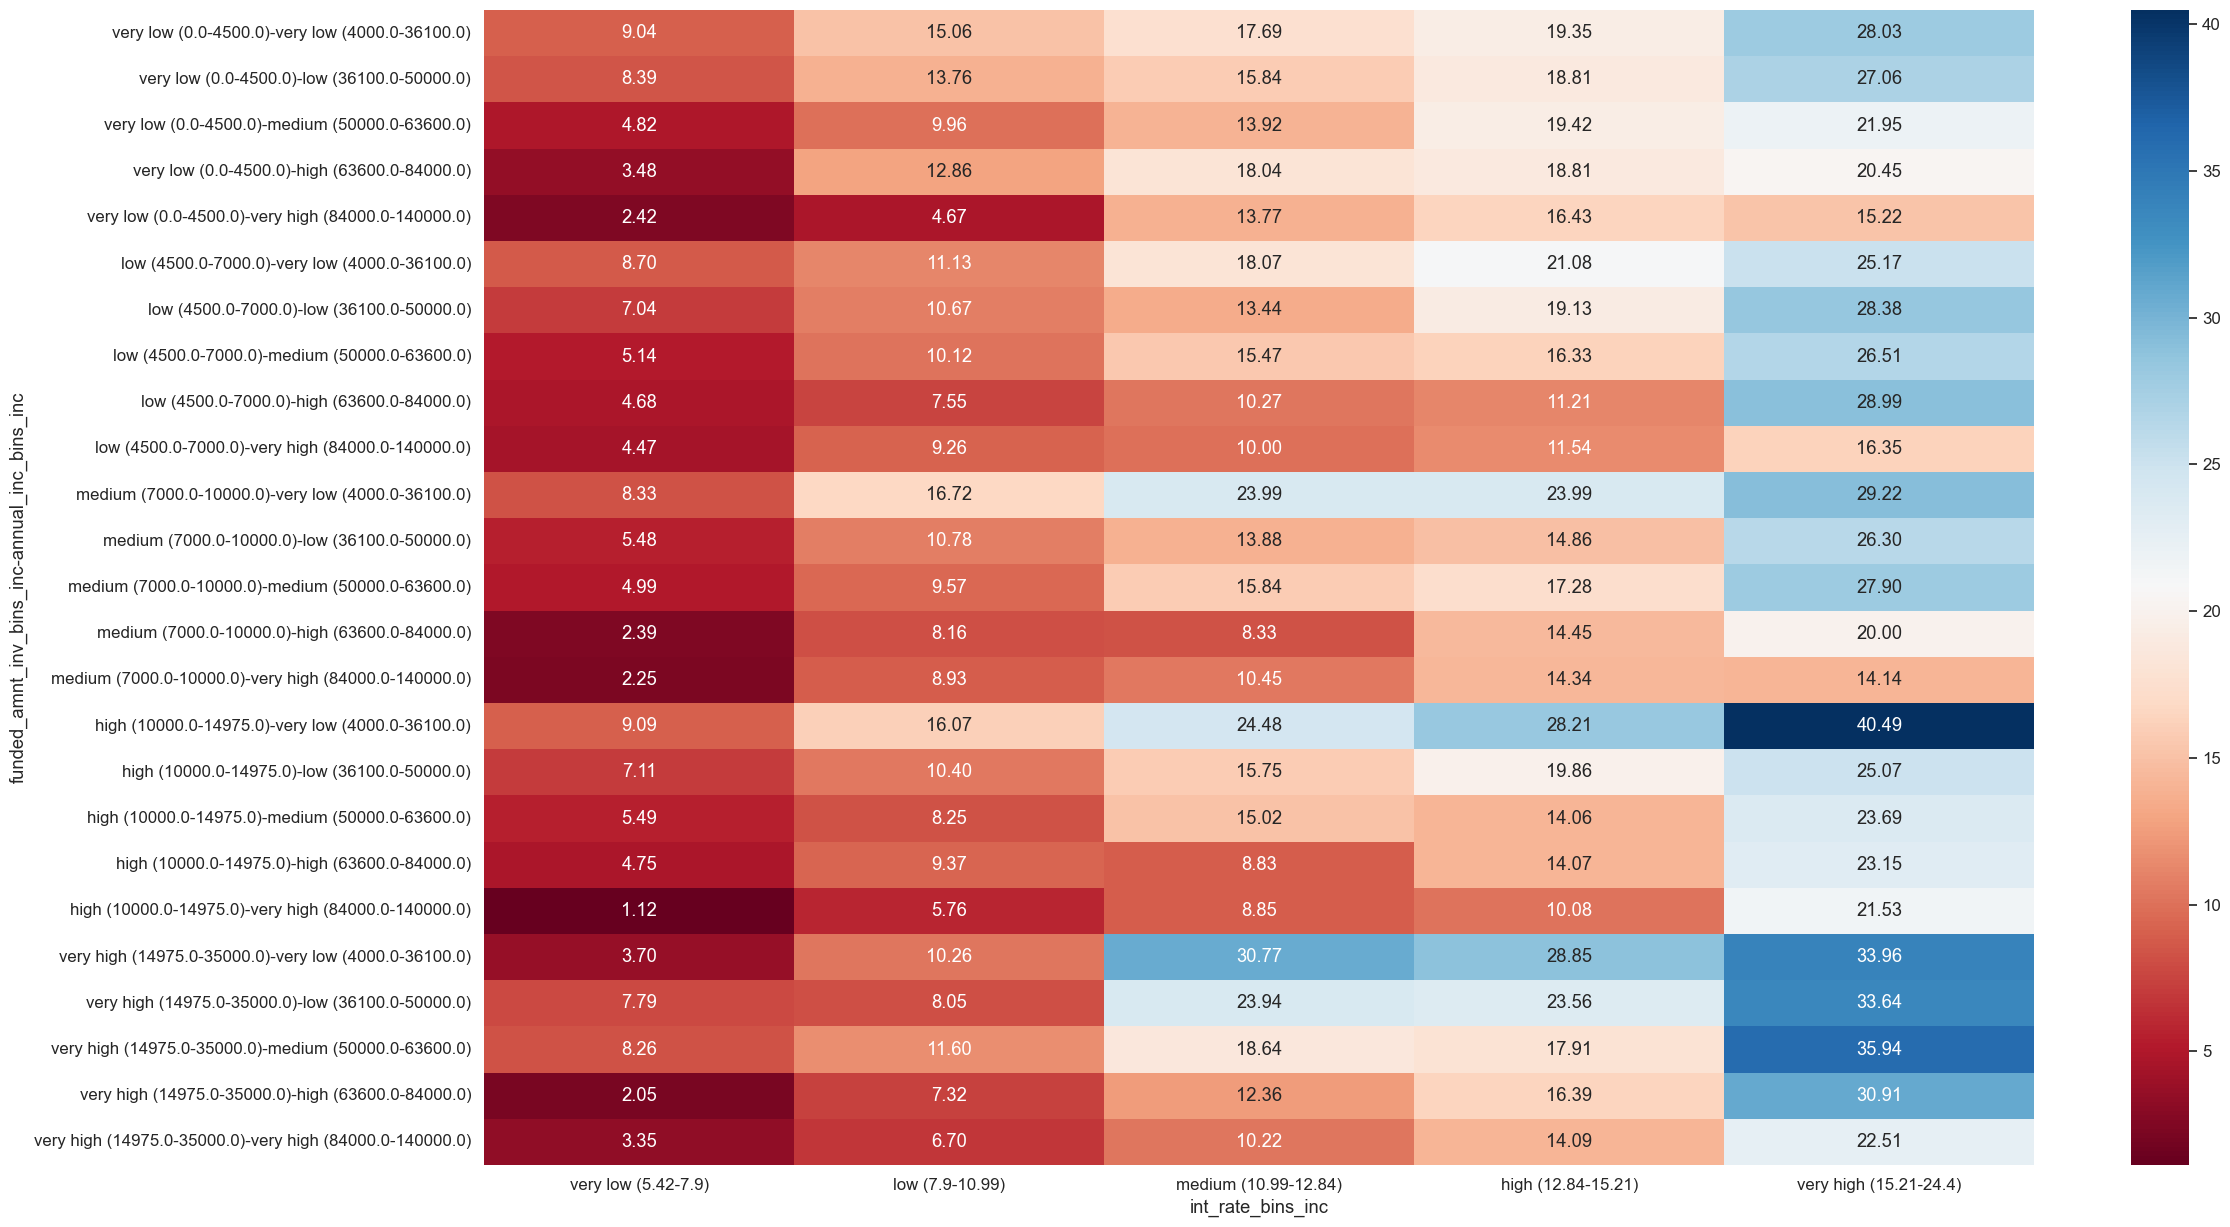 very low (0.0-4500.0)-very low (4000.0-36100.0) 9.04 15.06 17.69 19.35 28.03
very low (0.0-4500.0)-low (36100.0-50000.0) 8.39 13.76 15.84 18.81 27.06
very low (0.0-4500.0)-medium (50000.0-63600.0) 4.82 9.96 13.92 19.42 21.95
very low (0.0-4500.0)-high (63600.0-84000.0) 3.48 12.86 18.04 18.81 20.45
very low (0.0-4500.0)-very high (84000.0-140000.0) 2.42 4.67 13.77 16.43 15.22
low (4500.0-7000.0)-very low (4000.0-36100.0) 8.70 11.13 18.07 21.08 25.17
low (4500.0-7000.0)-low (36100.0-50000.0) 7.04 10.67 13.44 19.13 28.38
low (4500.0-7000.0)-medium (50000.0-63600.0) 5.14 10.12 15.47 16.33 26.51
low (4500.0-7000.0)-high (63600.0-84000.0) 4.68 7.55 10.27 11.21 28.99
low (4500.0-7000.0)-very high (84000.0-140000.0) 4.47 9.26 10.00 11.54 16.35
medium (7000.0-10000.0)-very low (4000.0-36100.0) 8.33 16.72 23.99 23.99 29.22
medium (7000.0-10000.0)-low (36100.0-50000.0) 5.48 10.78 13.88 14.86 26.30
medium (7000.0-10000.0)-medium (50000.0-63600.0) 4.99 9.57 15.84 17.28 27.90
medium (7000.0-10000.0)-high (63600.0-84000.0) 2.39 8.16 8.33 14.45 20.00
medium (7000.0-10000.0)-very high (84000.0-140000.0) 2.25 8.93 10.45 14.34 14.14
high (10000.0-14975.0)-very low (4000.0-36100.0) 9.09 16.07 24.48 28.21 40.49
high (10000.0-14975.0)-low (36100.0-50000.0) 7.11 10.40 15.75 19.86 25.07
high (10000.0-14975.0)-medium (50000.0-63600.0) 5.49 8.25 15.02 14.06 23.69
high (10000.0-14975.0)-high (63600.0-84000.0) 4.75 9.37 8.83 14.07 23.15
high (10000.0-14975.0)-very high (84000.0-140000.0) 1.12 5.76 8.85 10.08 21.53
very high (14975.0-35000.0)-very low (4000.0-36100.0) 3.70 10.26 30.77 28.85 33.96
very high (14975.0-35000.0)-low (36100.0-50000.0) 7.79 8.05 23.94 23.56 33.64
very high (14975.0-35000.0)-medium (50000.0-63600.0) 8.26 11.60 18.64 17.91 35.94
very high (14975.0-35000.0)-high (63600.0-84000.0) 2.05 7.32 12.36 16.39 30.91
very high (14975.0-35000.0)-very high (84000.0-140000.0) 3.35 6.70 10.22 14.09 22.51
very low (5.42-7.9) low (7.9-10.99) medium (10.99-12.84) high (12.84-15.21) very high (15.21-24.4)
int_rate_bins_inc
funded_amnt_inv_bins_inc-annual_inc_bins_inc
40
35
30
25
20
15
10
5